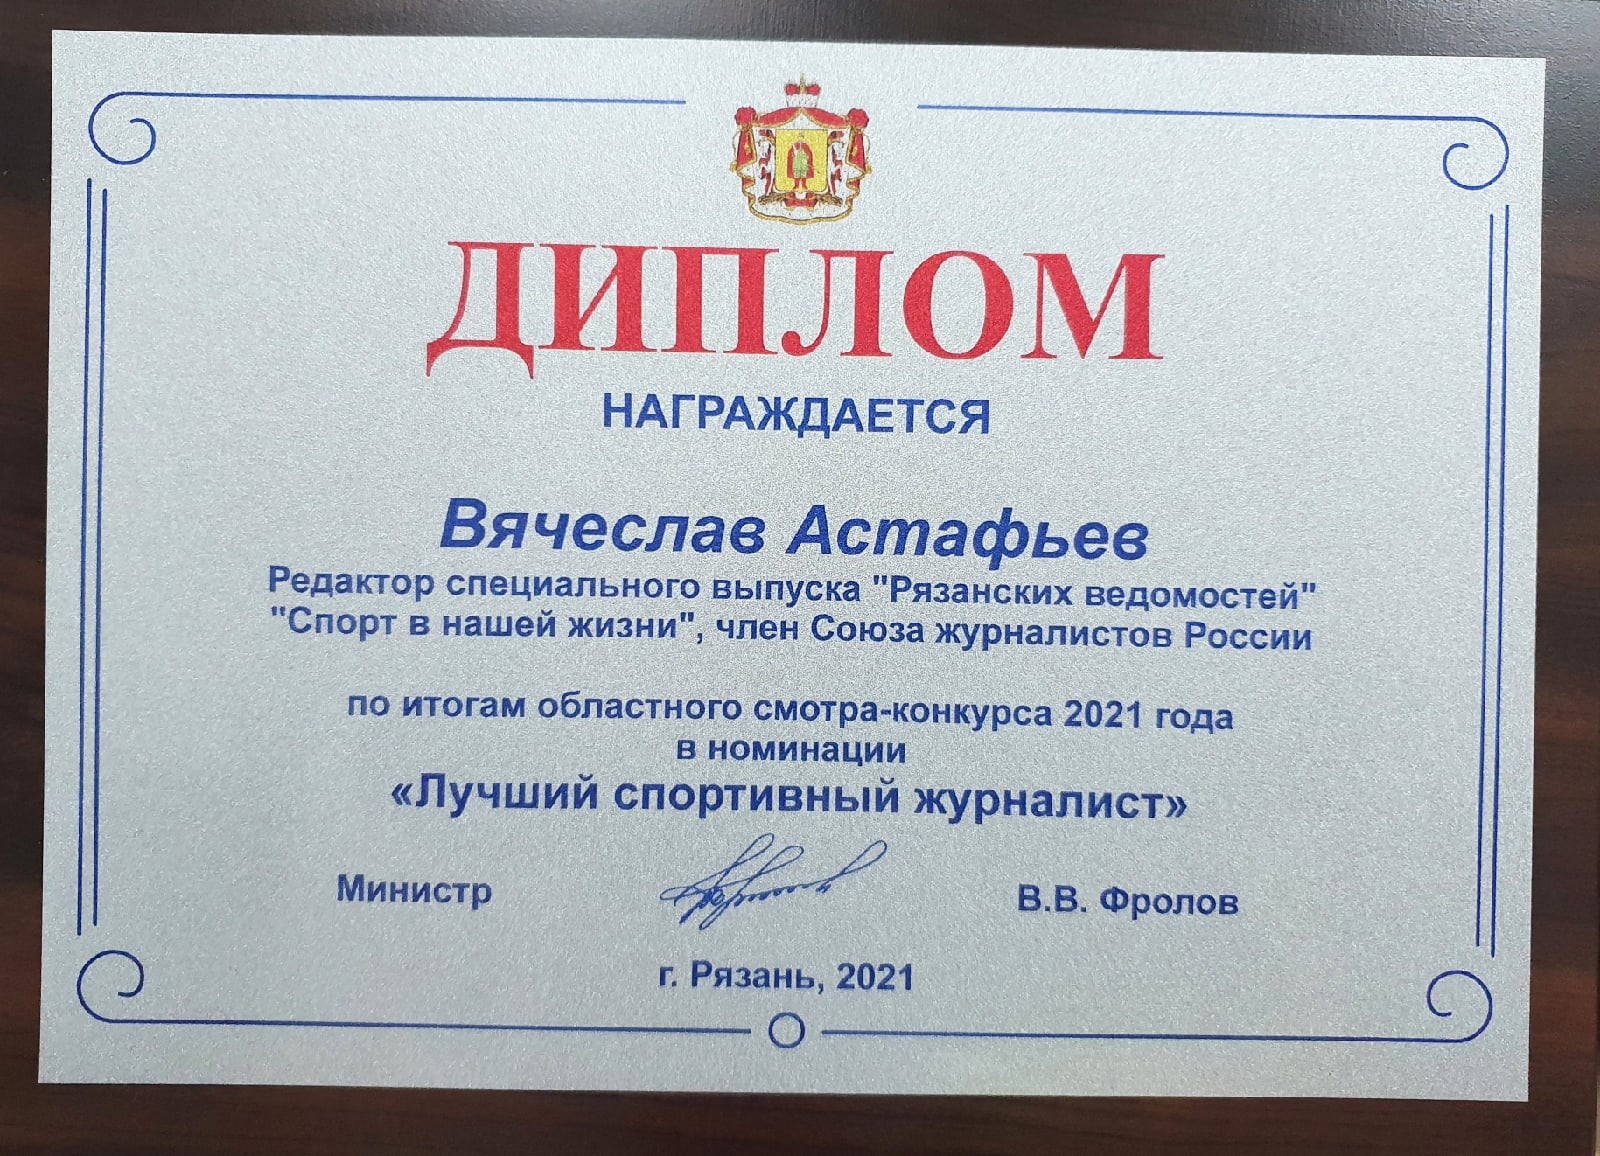 ДИПЛОМ
НАГРАЖДАЕТСЯ
Вячеслав Астафьев
Редактор специального выпуска "Рязанских ведомостей"
"Спорт в нашей жизни", член Союза журналистов России
по итогам областного смотра-конкурса 2021 года
в номинации
«Лучший спортивный журналист»
Министр В.В. Фролов
г. Рязань, 2021